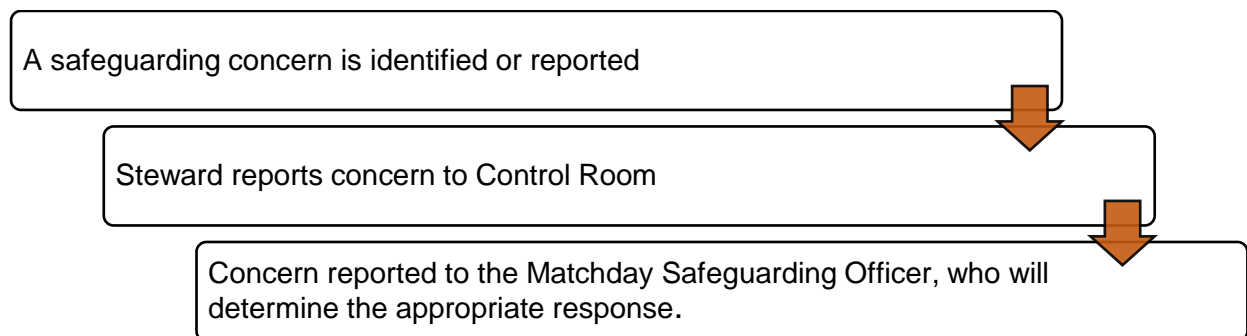 A safeguarding concern is identified or reported
Steward reports concern to Control Room
Concern reported to the Matchday Safeguarding Officer, who will
determine the appropriate response.